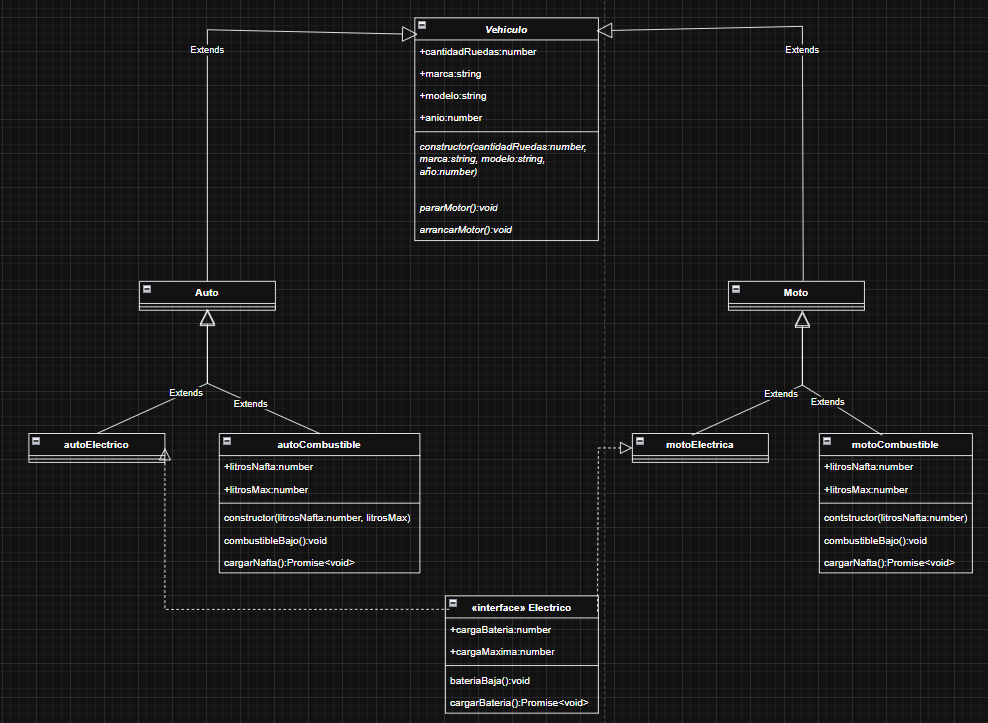 Vehiculo
+cantidadRuedas:number
+marca:string
+modelo:string
+anio:number
constructor(cantidadRuedas:number,
marca:string, modelo:string,
año:number)
pararMotor():void
arrancarMotor():void
Extends
Extends
Auto
Moto
Extends
Extends
Extends
Extends
autoElectrico
autoCombustible
+litrosNafta:number
+litrosMax:number
constructor(litrosNafta:number, litrosMax)
combustibleBajo():void
cargarNafta():Promise<void>
motoElectrica
motoCombustible
+litrosNafta:number
+litrosMax:number
contstructor(litrosNafta:number)
combustibleBajo():void
cargarNafta():Promise<void>
«interface» Electrico
+cargaBateria:number
+cargaMaxima:number
bateriaBaja():void
cargarBateria():Promise<void>